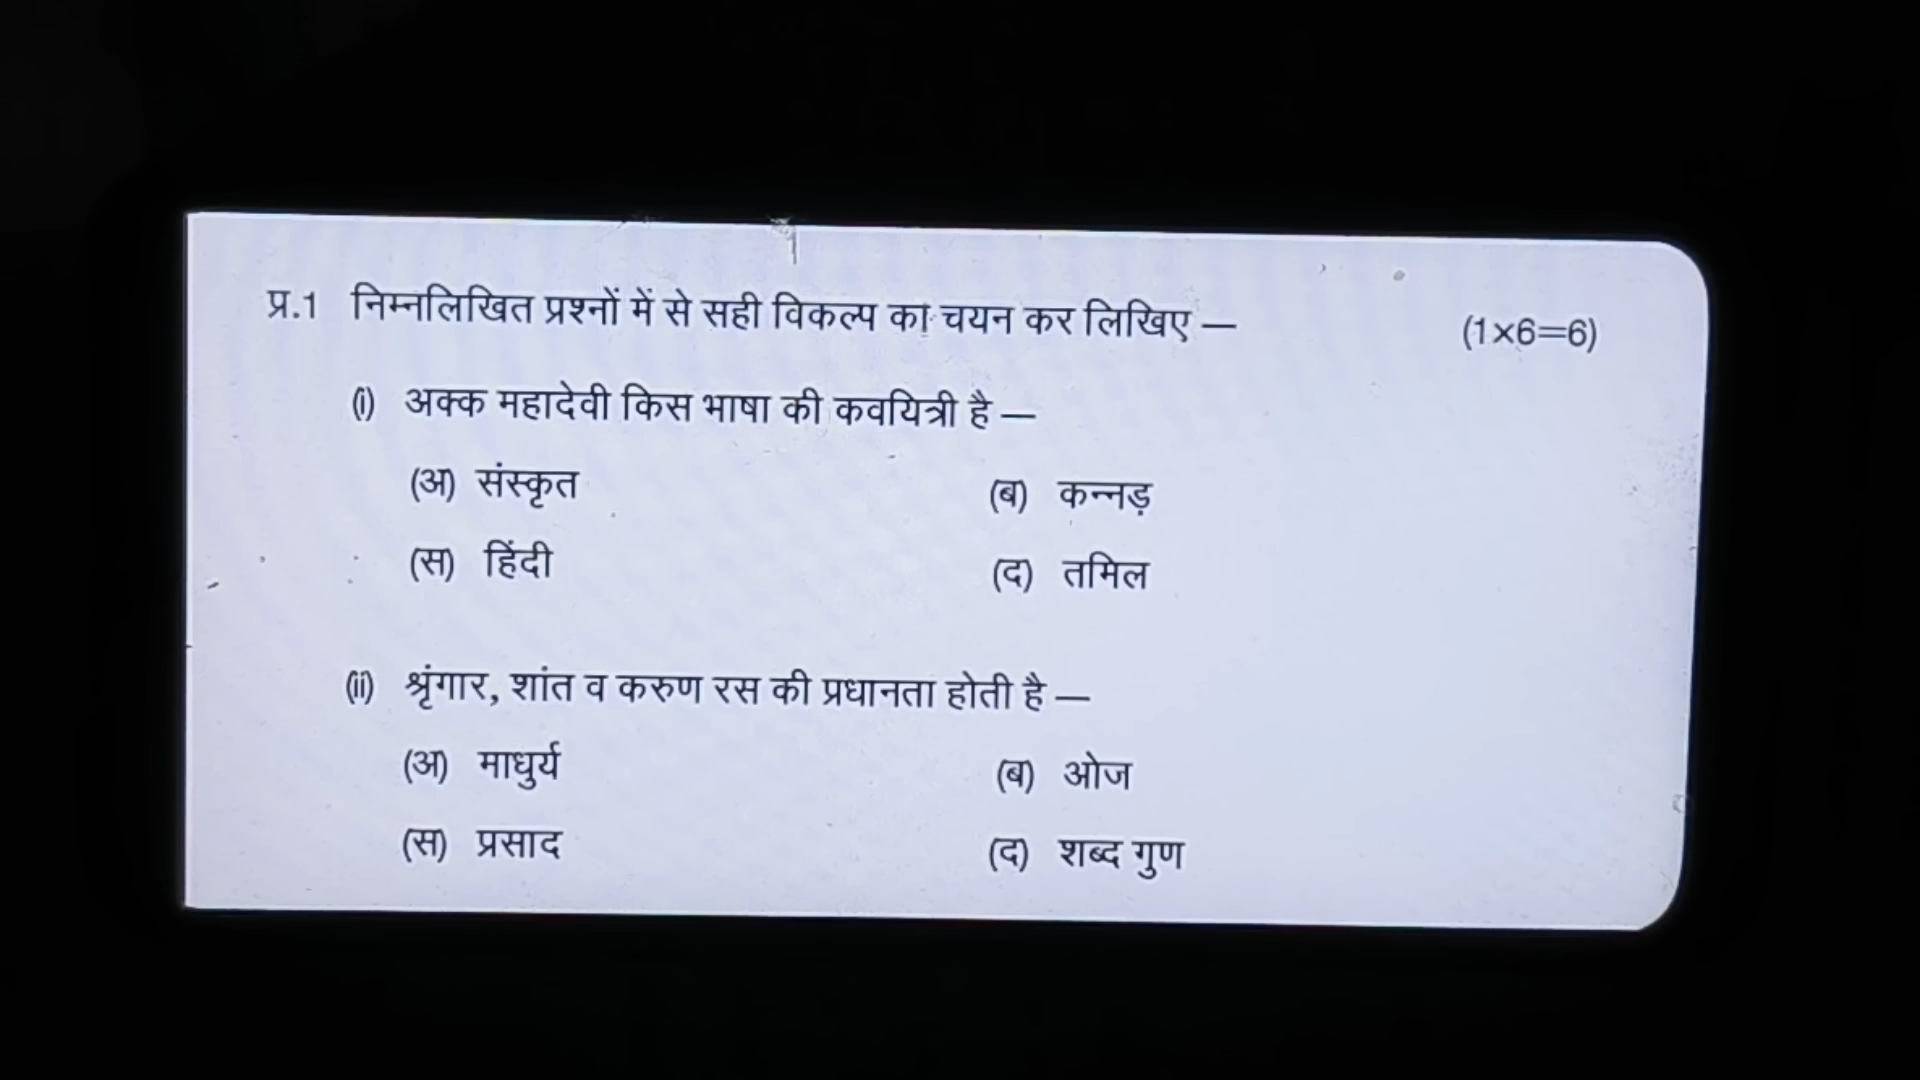 प्र.1 निम्नलिखित प्रश्नों में से सही विकल्प का चयन कर लिखिए — (1×6=6)
(i) अक्क महादेवी किस भाषा की कवयित्री है —
(अ) संस्कृत (ब) कन्नड़
(स) हिंदी (द) तमिल
(ii) श्रृंगार, शांत व करुण रस की प्रधानता होती है —
(अ) माधुर्य (ब) ओज
(स) प्रसाद (द) शब्द गुण